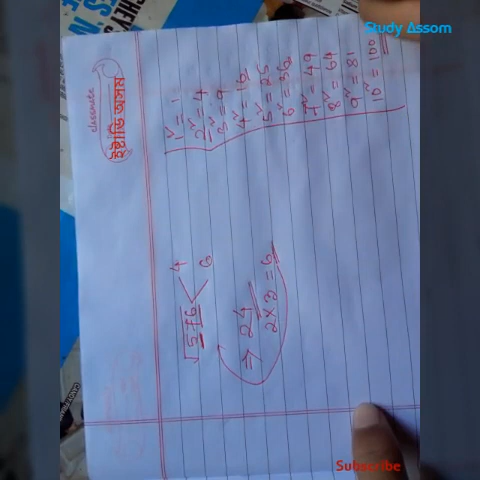 Study Assom
ইষ্টাডি অসম
1² = 1
2² = 4
3² = 9
4² = 16
5² = 25
6² = 36
7² = 49
8² = 64
9² = 81
10² = 100
√576 < 4
6
⇒ 24
2×3 = 6
Subscribe